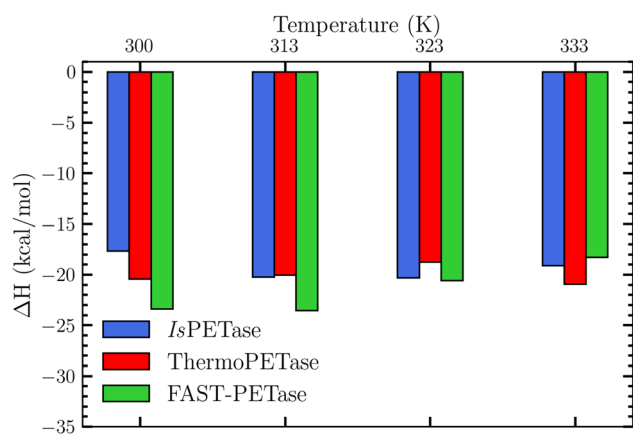 Temperature (K)
300 313 323 333
0
−5
−10
−15
−20
−25
−30
−35
ΔH (kcal/mol)
IsPETase
ThermoPETase
FAST-PETase